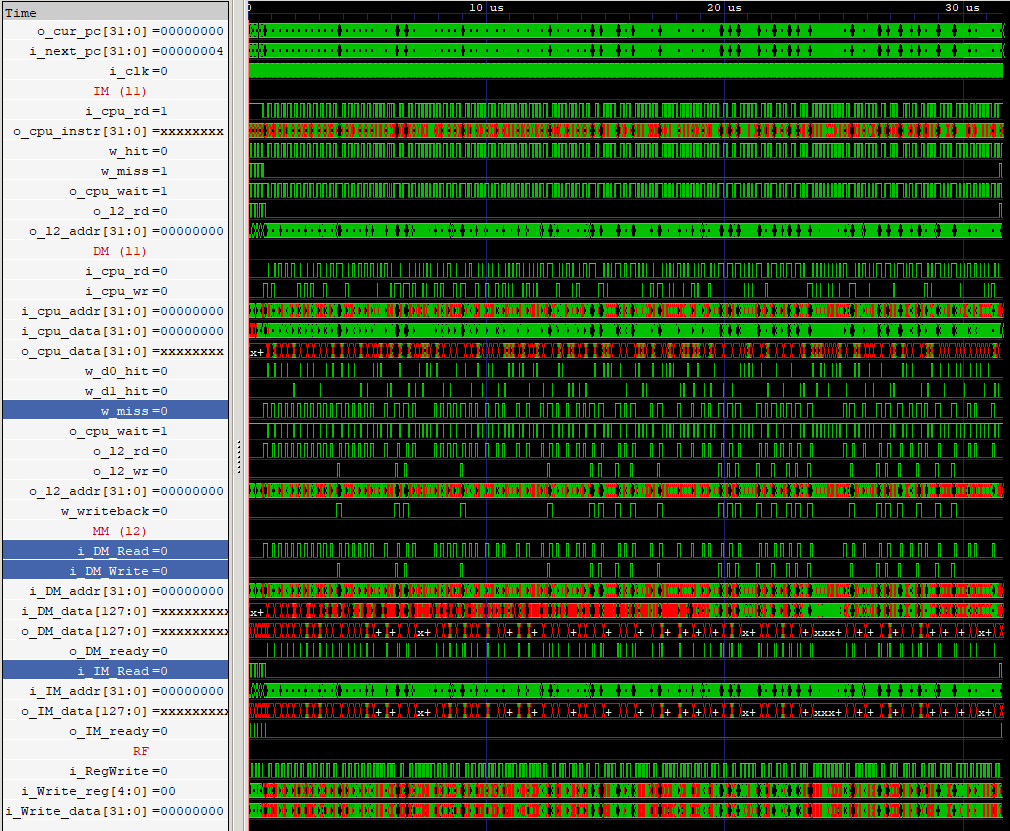 Time
0 10 us 20 us 30 us
o_cur_pc[31:0]=00000000
i_next_pc[31:0]=00000004
i_clk=0
IM (l1)
i_cpu_rd=1
o_cpu_instr[31:0]=xxxxxxxx
w_hit=0
w_miss=1
o_cpu_wait=1
o_l2_rd=0
o_l2_addr[31:0]=00000000
DM (l1)
i_cpu_rd=0
i_cpu_wr=0
i_cpu_addr[31:0]=00000000
i_cpu_data[31:0]=00000000
o_cpu_data[31:0]=xxxxxxxx x+
w_d0_hit=0
w_d1_hit=0
w_miss=0
o_cpu_wait=1
o_l2_rd=0
o_l2_wr=0
o_l2_addr[31:0]=00000000
w_writeback=0
MM (l2)
i_DM_Read=0
i_DM_Write=0
i_DM_addr[31:0]=00000000
i_DM_data[127:0]=xxxxxxxxx x+
o_DM_data[127:0]=xxxxxxxxx + + x+ + + + + + + + + + x+ + xxx+ + + + + + + x+
o_DM_ready=0
i_IM_Read=0
i_IM_addr[31:0]=00000000
o_IM_data[127:0]=xxxxxxxxx + + x+ + + + + + + + + + x+ + xxx+ + + + + + + x+
o_IM_ready=0
RF
i_RegWrite=0
i_Write_reg[4:0]=00
i_Write_data[31:0]=00000000